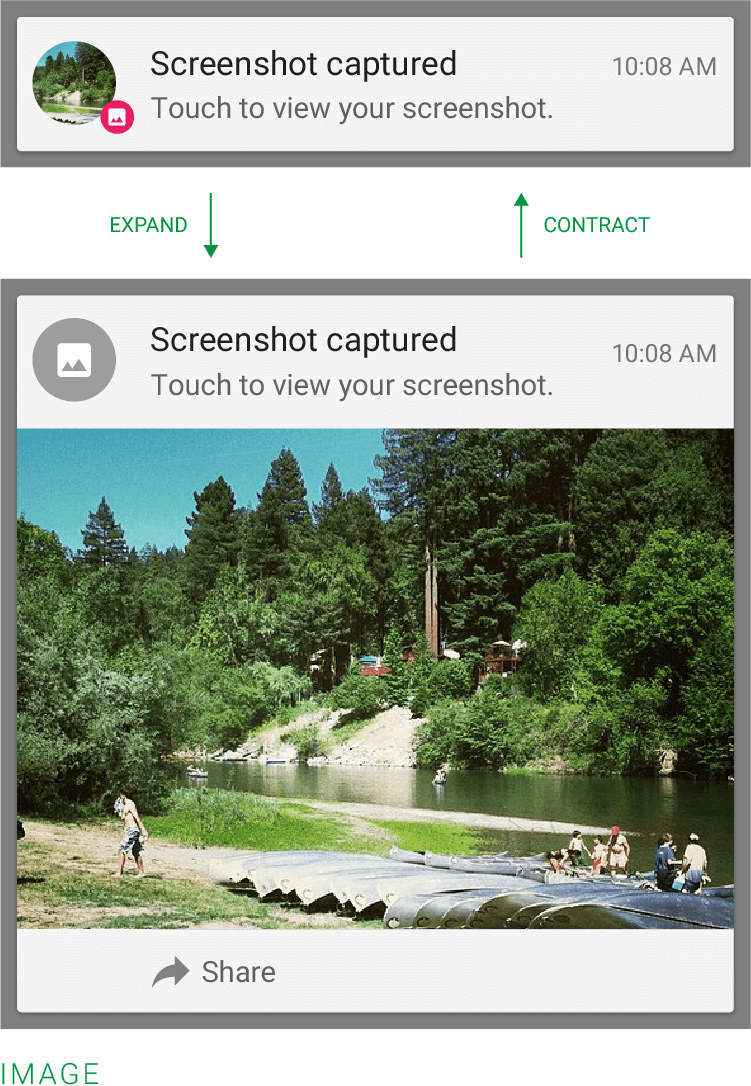 Screenshot captured
10:08 AM
Touch to view your screenshot.
EXPAND
CONTRACT
Screenshot captured
10:08 AM
Touch to view your screenshot.
Share
IMAGE